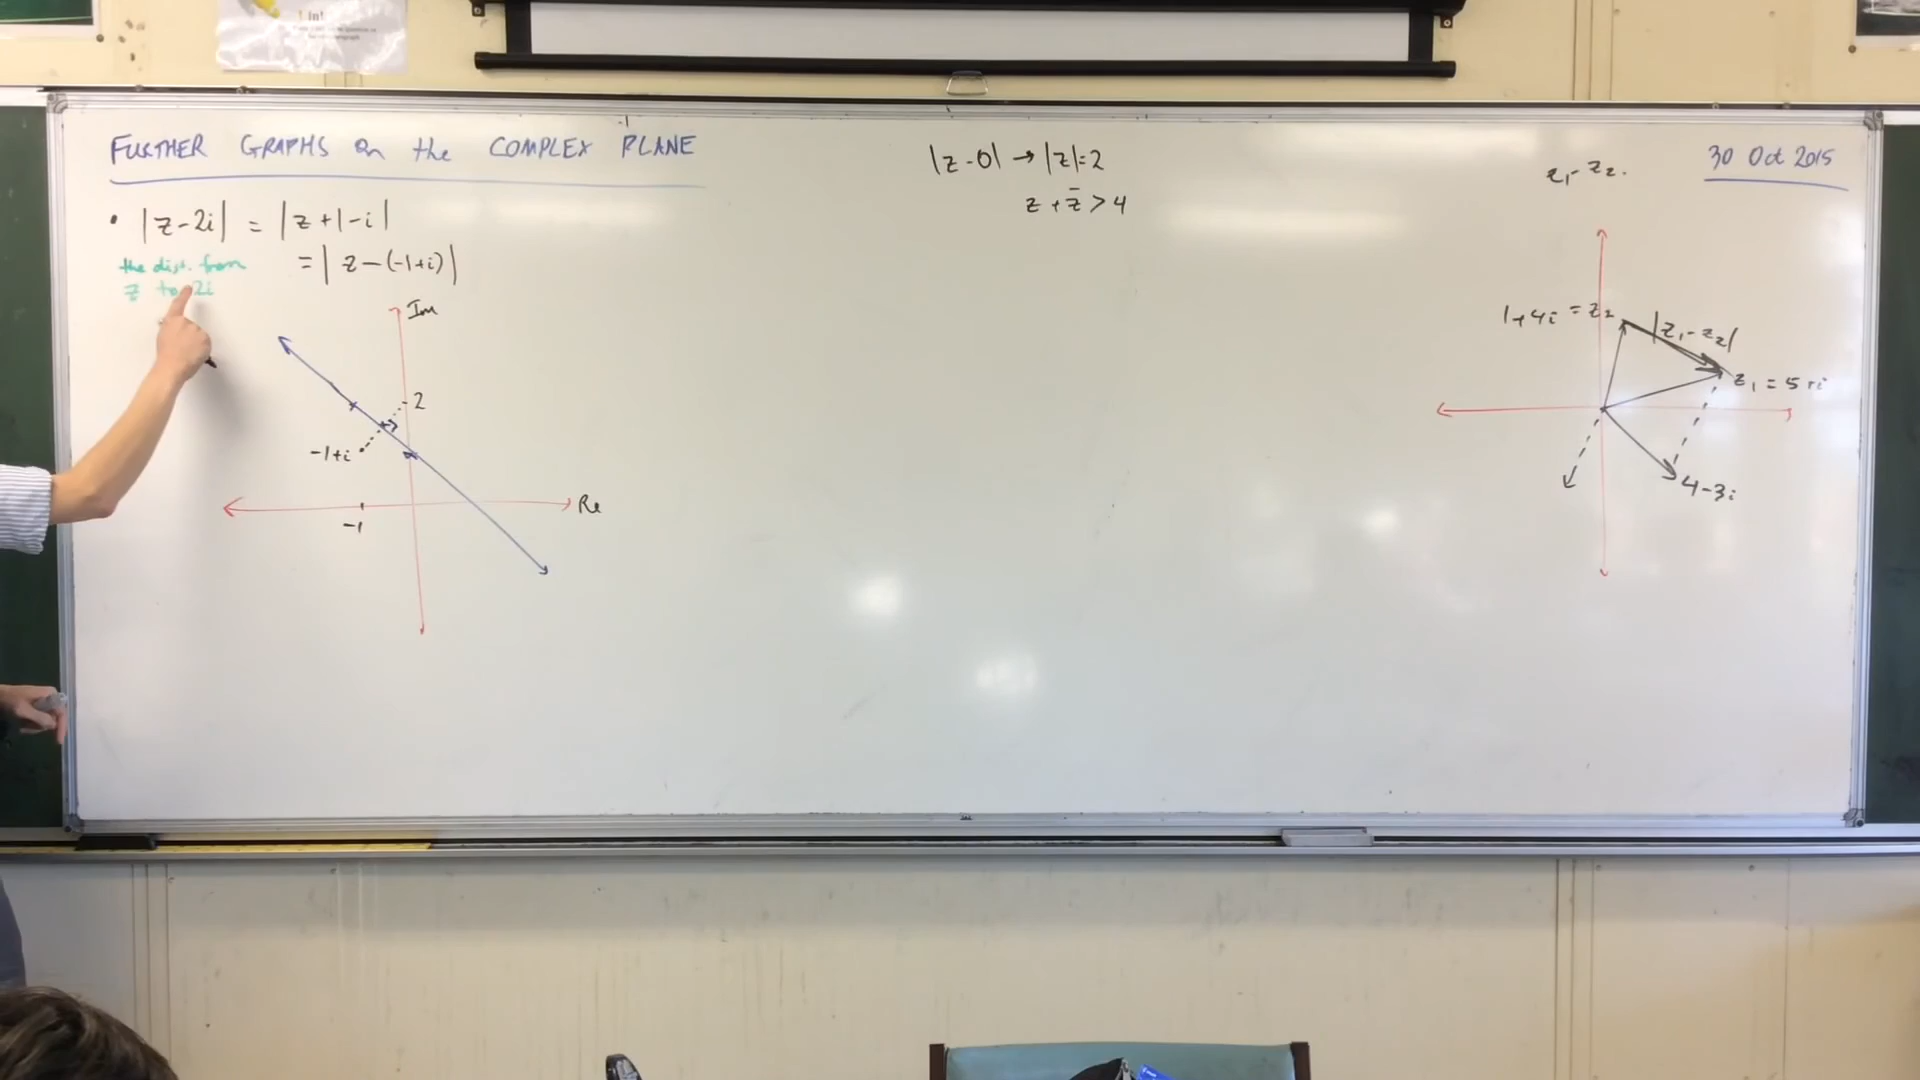 FURTHER GRAPHS on the COMPLEX PLANE
30 Oct 2015
• |z-2i| = |z+1-i|
the dist. from
z to 2i
= |z-(-1+i)|
Im
2
-1+i
Re
-1
|z-0| → |z|=2
z + z̄ > 4
z₁ - z₂.
1+4i = z₂
|z₁ - z₂|
z₁ = 5+i
4-3i